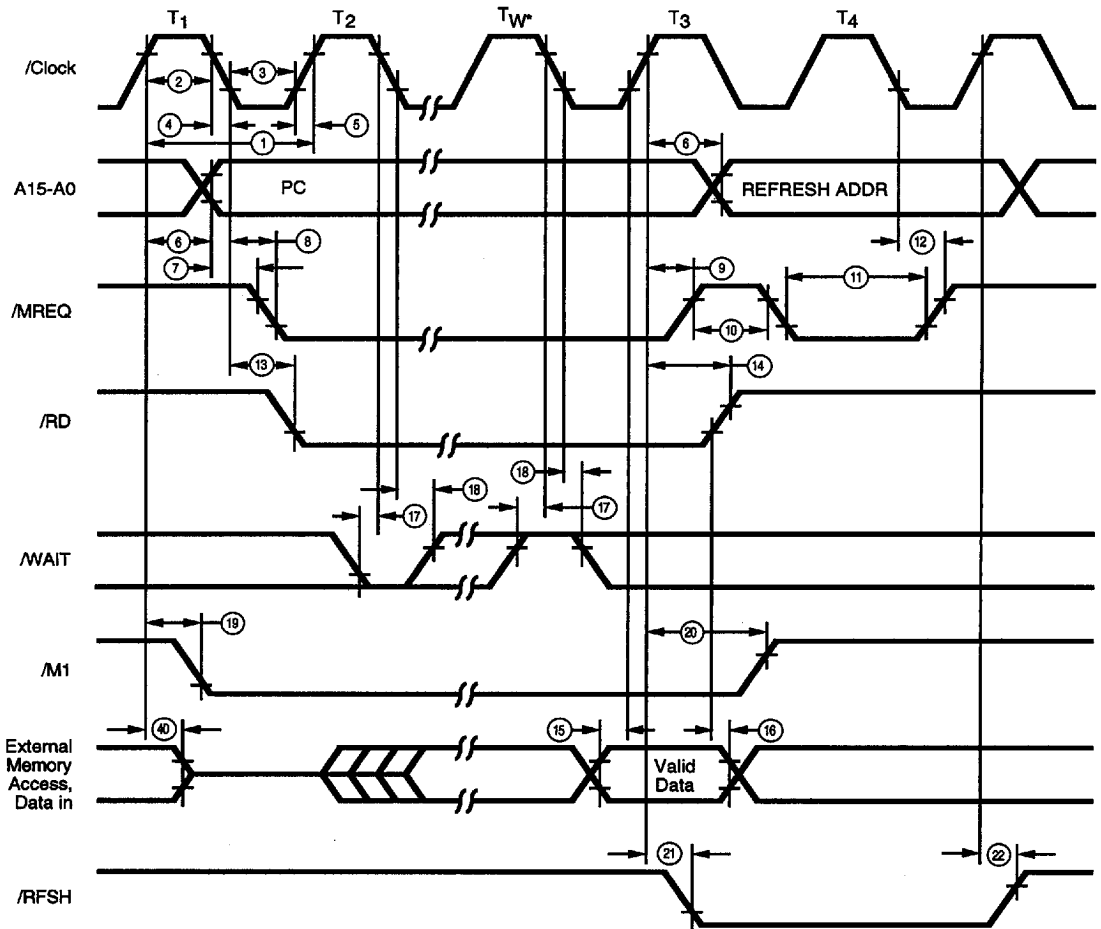 T1 T2 TW* T3 T4
/Clock
2 3
4 1 5
6
A15-A0
PC
REFRESH ADDR
6 8 12
7 9 11
/MREQ
10
13 14
/RD
18
18 17 17
/WAIT
19 20
/M1
40 15 16
External
Memory
Access,
Data in
Valid
Data
21 22
/RFSH